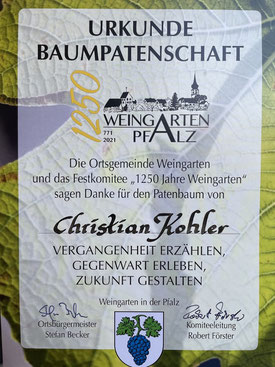 URKUNDE
BAUMPATENSCHAFT
1250
WEINGARTEN
771
2021
PFALZ
Die Ortsgemeinde Weingarten
und das Festkomitee „1250 Jahre Weingarten“
sagen Danke für den Patenbaum von
Christian Kohler
VERGANGENHEIT ERZÄHLEN,
GEGENWART ERLEBEN,
ZUKUNFT GESTALTEN
Weingarten in der Pfalz
Ortsbürgermeister
Stefan Becker
Komiteeleitung
Robert Förster